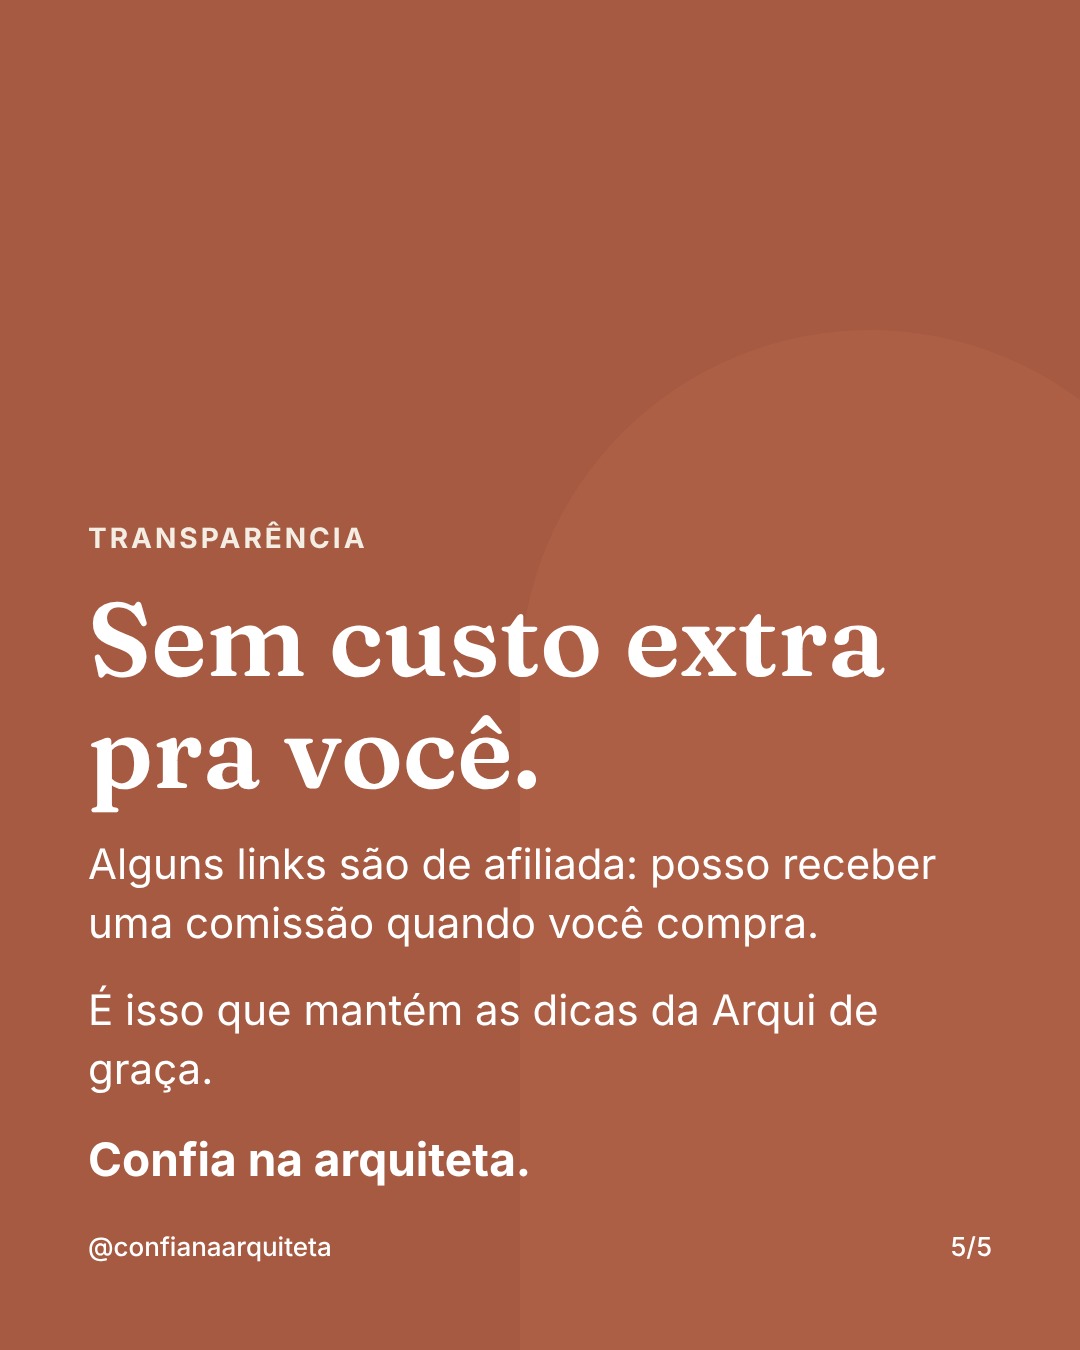 TRANSPARÊNCIA
Sem custo extra
pra você.
Alguns links são de afiliada: posso receber
uma comissão quando você compra.
É isso que mantém as dicas da Arqui de
graça.
Confia na arquiteta.
@confianaarquiteta
5/5